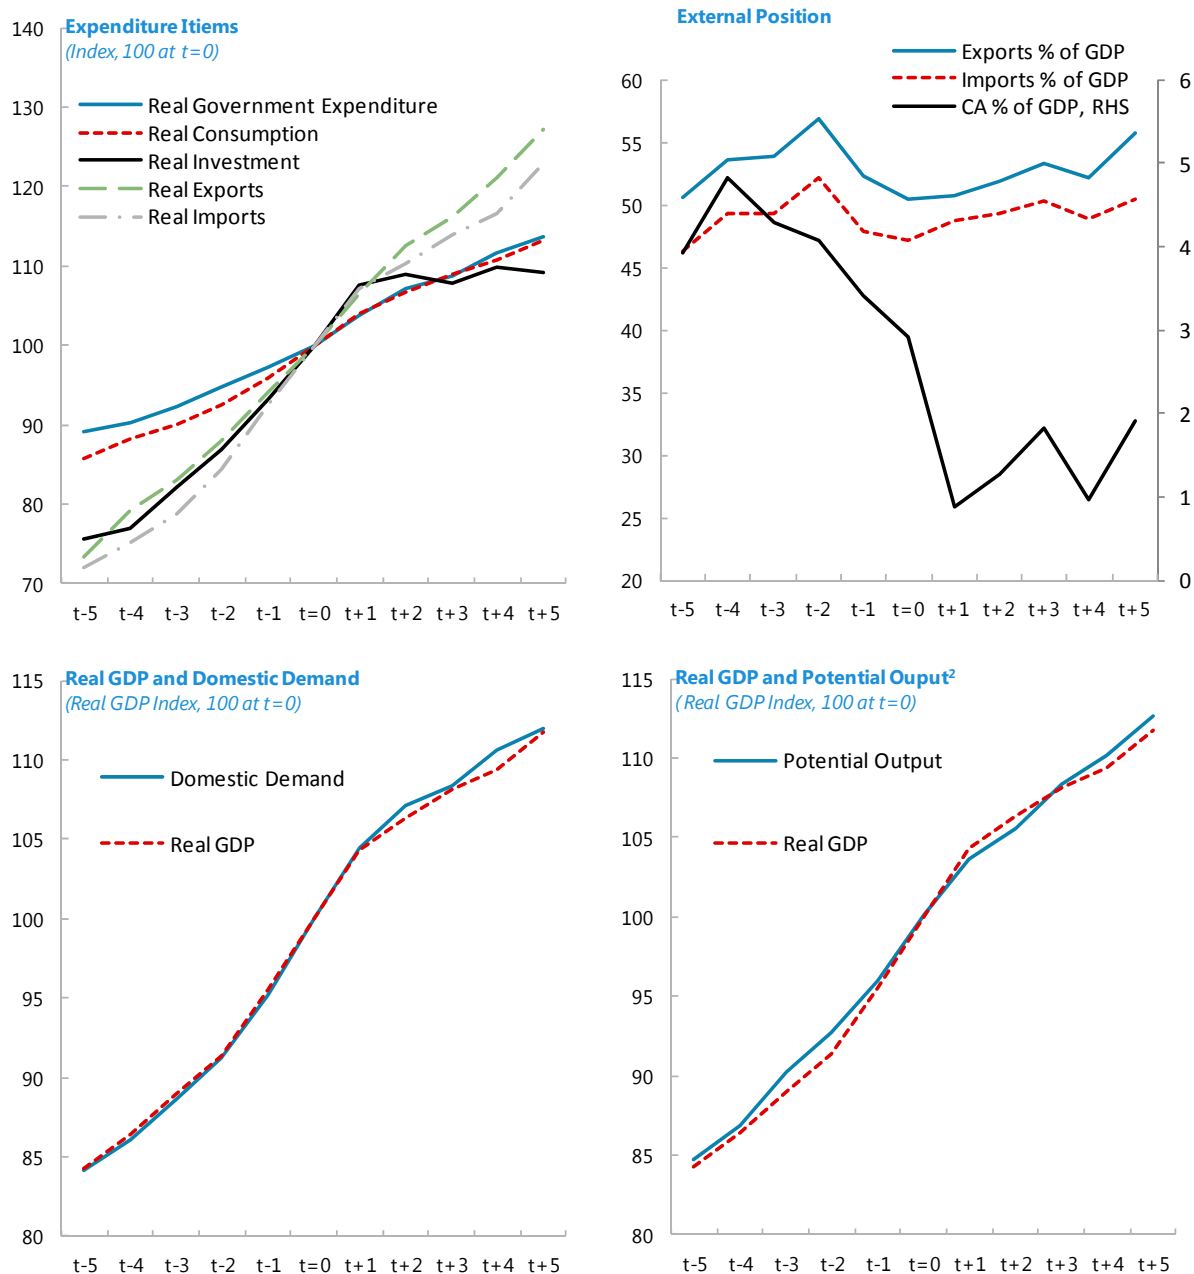 Expenditure Itiems
(Index, 100 at t=0)
140
130
120
110
100
90
80
70
Real Government Expenditure
Real Consumption
Real Investment
Real Exports
Real Imports
t-5 t-4 t-3 t-2 t-1 t=0 t+1 t+2 t+3 t+4 t+5
External Position
Exports % of GDP
Imports % of GDP
CA % of GDP, RHS
60
55
50
45
40
35
30
25
20
6
5
4
3
2
1
0
t-5 t-4 t-3 t-2 t-1 t=0 t+1 t+2 t+3 t+4 t+5
Real GDP and Domestic Demand
(Real GDP Index, 100 at t=0)
115
110
105
100
95
90
85
80
Domestic Demand
Real GDP
t-5 t-4 t-3 t-2 t-1 t=0 t+1 t+2 t+3 t+4 t+5
Real GDP and Potential Ouput²
(Real GDP Index, 100 at t=0)
115
110
105
100
95
90
85
80
Potential Output
Real GDP
t-5 t-4 t-3 t-2 t-1 t=0 t+1 t+2 t+3 t+4 t+5